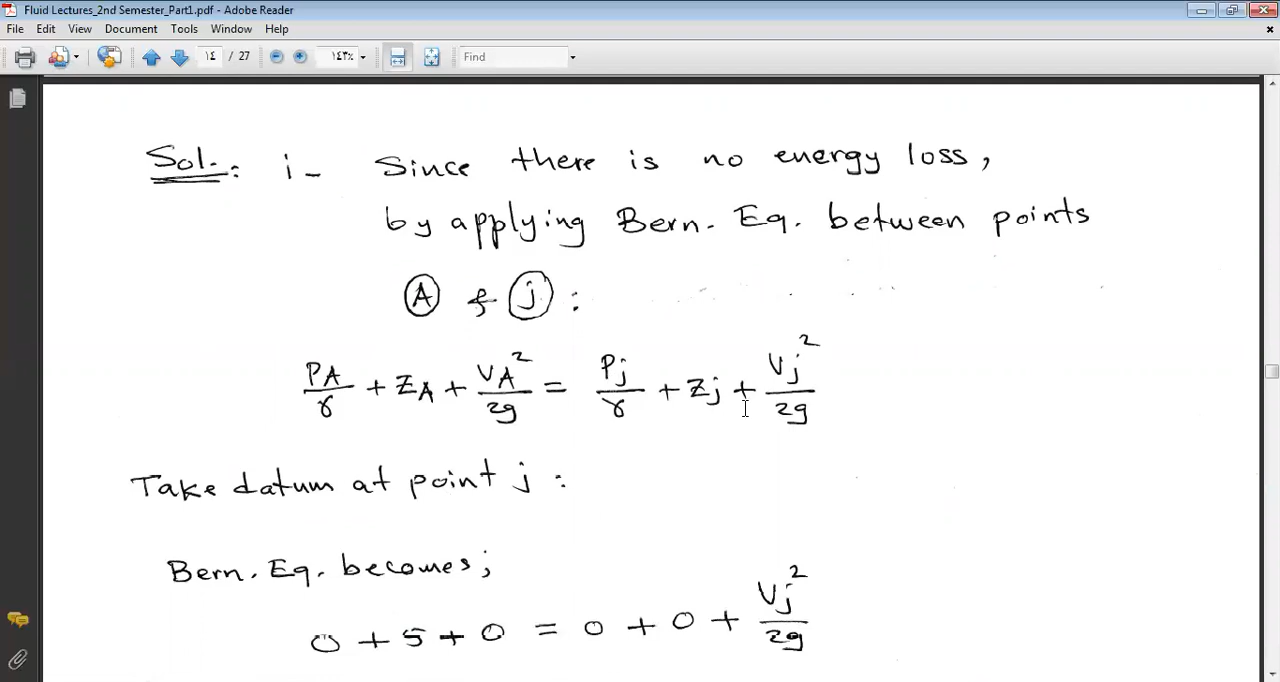 Fluid Lectures_2nd Semester_Part1.pdf - Adobe Reader
File Edit View Document Tools Window Help
١٤ / 27 ١٤٣% Find
Sol.: i- Since there is no energy loss,
by applying Bern. Eq. between points
Ⓐ & ⓙ :
PA/γ + ZA + VA²/2g = Pj/γ + Zj + Vj²/2g
Take datum at point j :
Bern. Eq. becomes;
0 + 5 + 0 = 0 + 0 + Vj²/2g